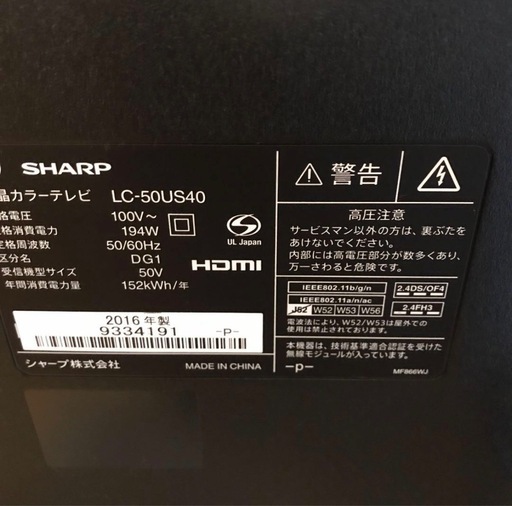 SHARP
晶カラーテレビ LC-50US40
格電圧 100V～
格消費電力 194W
定格周波数 50/60Hz
区分名 DG1
受信機型サイズ 50V
年間消費電力量 152kWh/年
UL Japan
HDMI
2016年製
9334191 -P-
シャープ株式会社 MADE IN CHINA
警告
高圧注意
サービスマン以外の方は、裏ぶたを
あけないでください。
内部には高電圧部分が数多くあり、
万一さわると危険です。
IEEE802.11b/g/n 2.4DS/OF4
IEEE802.11a/n/ac
J52 W52 W53 W56 2.4FH3
電波法により、W52/W53は屋外での
使用が禁止されております。
本機器は、技術基準適合認証を受けた
無線モジュールが入っています。
-P- MF866WJ